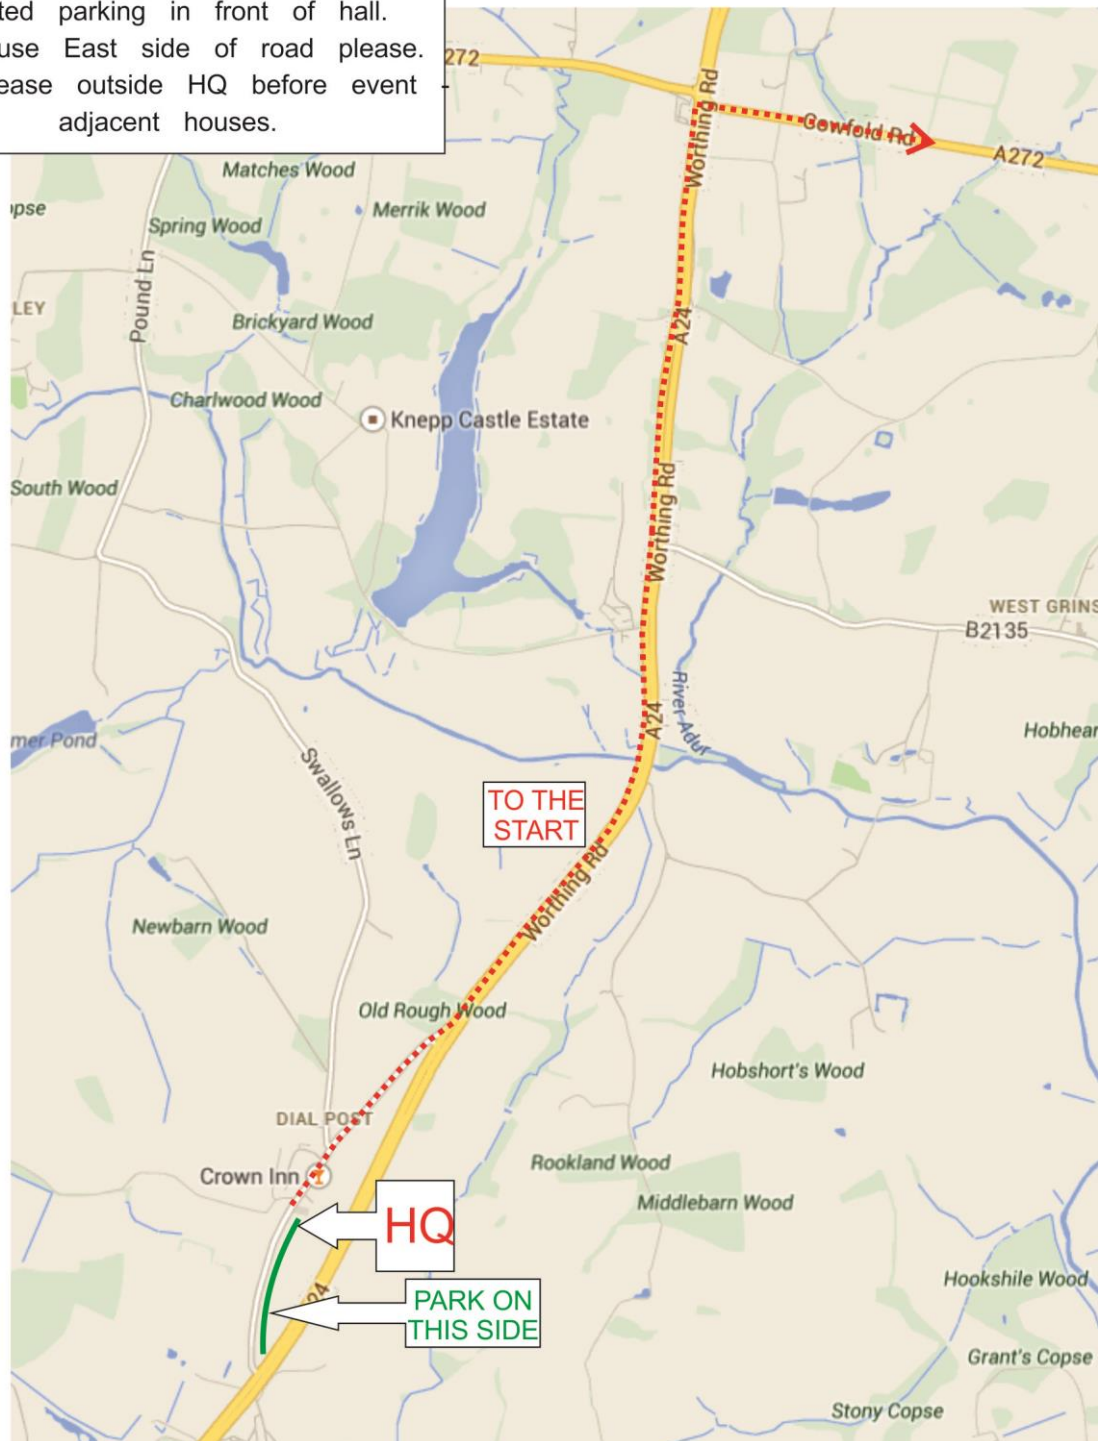 ted parking in front of hall.
use East side of road please.
ease outside HQ before event -
adjacent houses.
272
Worthing Rd
Cowfold Rd
A272
Matches Wood
opse
Merrik Wood
Spring Wood
Pound Ln
LEY
Brickyard Wood
A24
Charlwood Wood
Knepp Castle Estate
South Wood
Worthing Rd
WEST GRINS
B2135
River Adur
A24
Hobhear
mer Pond
Swallows Ln
TO THE
START
Worthing Rd
Newbarn Wood
Old Rough Wood
Hobshort's Wood
DIAL POST
Rookland Wood
Crown Inn
Middlebarn Wood
HQ
Hookshile Wood
24
PARK ON
THIS SIDE
Grant's Copse
Stony Copse